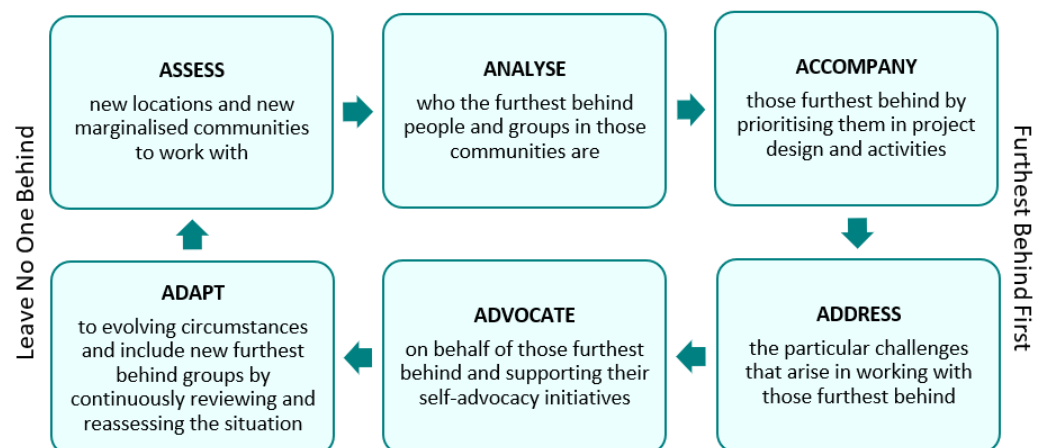 Leave No One Behind
ASSESS
new locations and new
marginalised communities
to work with
ANALYSE
who the furthest behind
people and groups in those
communities are
ACCOMPANY
those furthest behind by
prioritising them in project
design and activities
Furthest Behind First
ADDRESS
the particular challenges
that arise in working with
those furthest behind
ADVOCATE
on behalf of those furthest
behind and supporting their
self-advocacy initiatives
ADAPT
to evolving circumstances
and include new furthest
behind groups by
continuously reviewing and
reassessing the situation